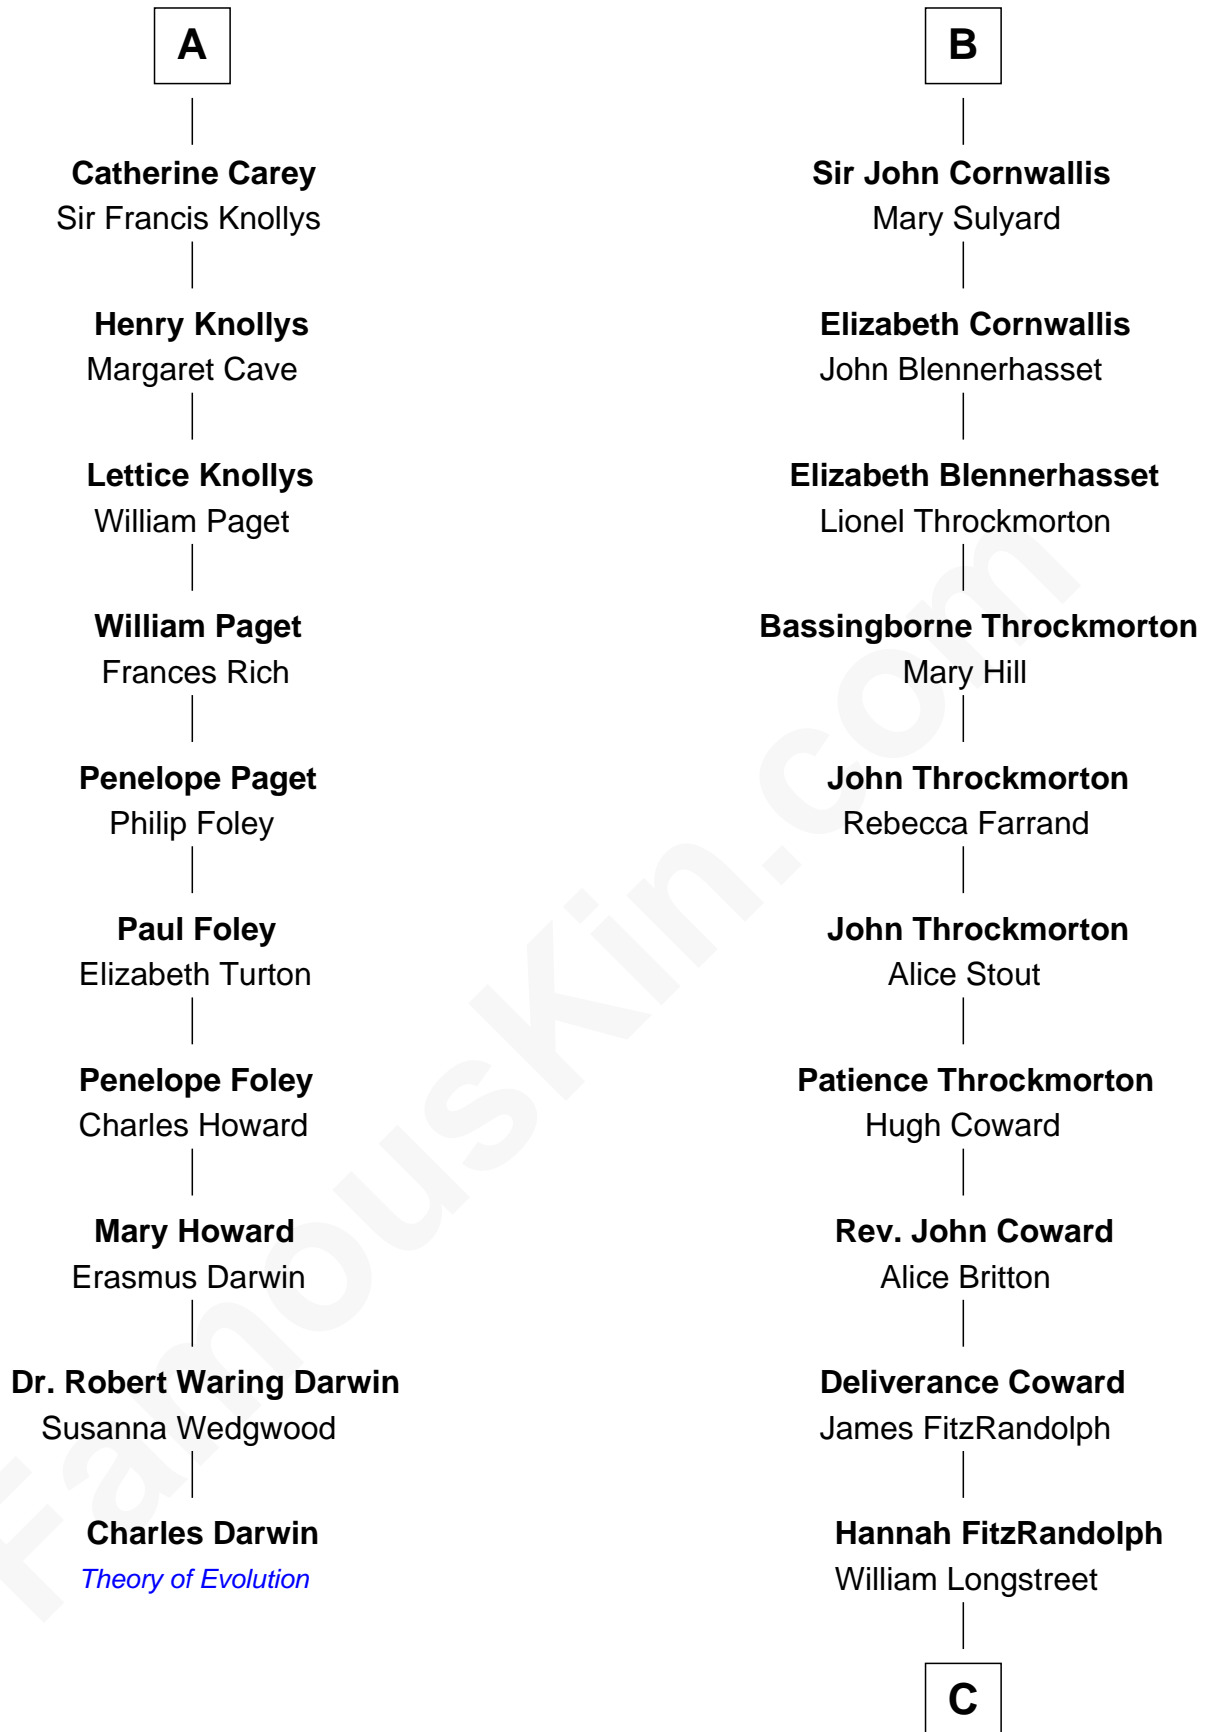 A
Catherine Carey
Sir Francis Knollys
Henry Knollys
Margaret Cave
Lettice Knollys
William Paget
William Paget
Frances Rich
Penelope Paget
Philip Foley
Paul Foley
Elizabeth Turton
Penelope Foley
Charles Howard
Mary Howard
Erasmus Darwin
Dr. Robert Waring Darwin
Susanna Wedgwood
Charles Darwin
Theory of Evolution
B
Sir John Cornwallis
Mary Sulyard
Elizabeth Cornwallis
John Blennerhasset
Elizabeth Blennerhasset
Lionel Throckmorton
Bassingborne Throckmorton
Mary Hill
John Throckmorton
Rebecca Farrand
John Throckmorton
Alice Stout
Patience Throckmorton
Hugh Coward
Rev. John Coward
Alice Britton
Deliverance Coward
James FitzRandolph
Hannah FitzRandolph
William Longstreet
C
FamousKin.com